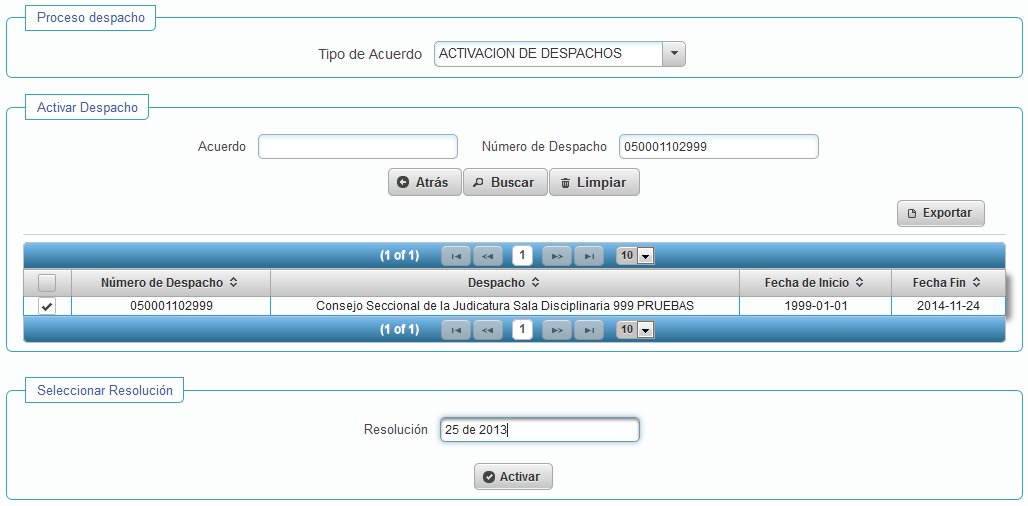 Proceso despacho
Tipo de Acuerdo ACTIVACION DE DESPACHOS
Activar Despacho
Acuerdo Número de Despacho 050001102999
Atrás Buscar Limpiar
Exportar
(1 of 1) 1 10
Número de Despacho Despacho Fecha de Inicio Fecha Fin
050001102999 Consejo Seccional de la Judicatura Sala Disciplinaria 999 PRUEBAS 1999-01-01 2014-11-24
(1 of 1) 1 10
Seleccionar Resolución
Resolución 25 de 2013
Activar